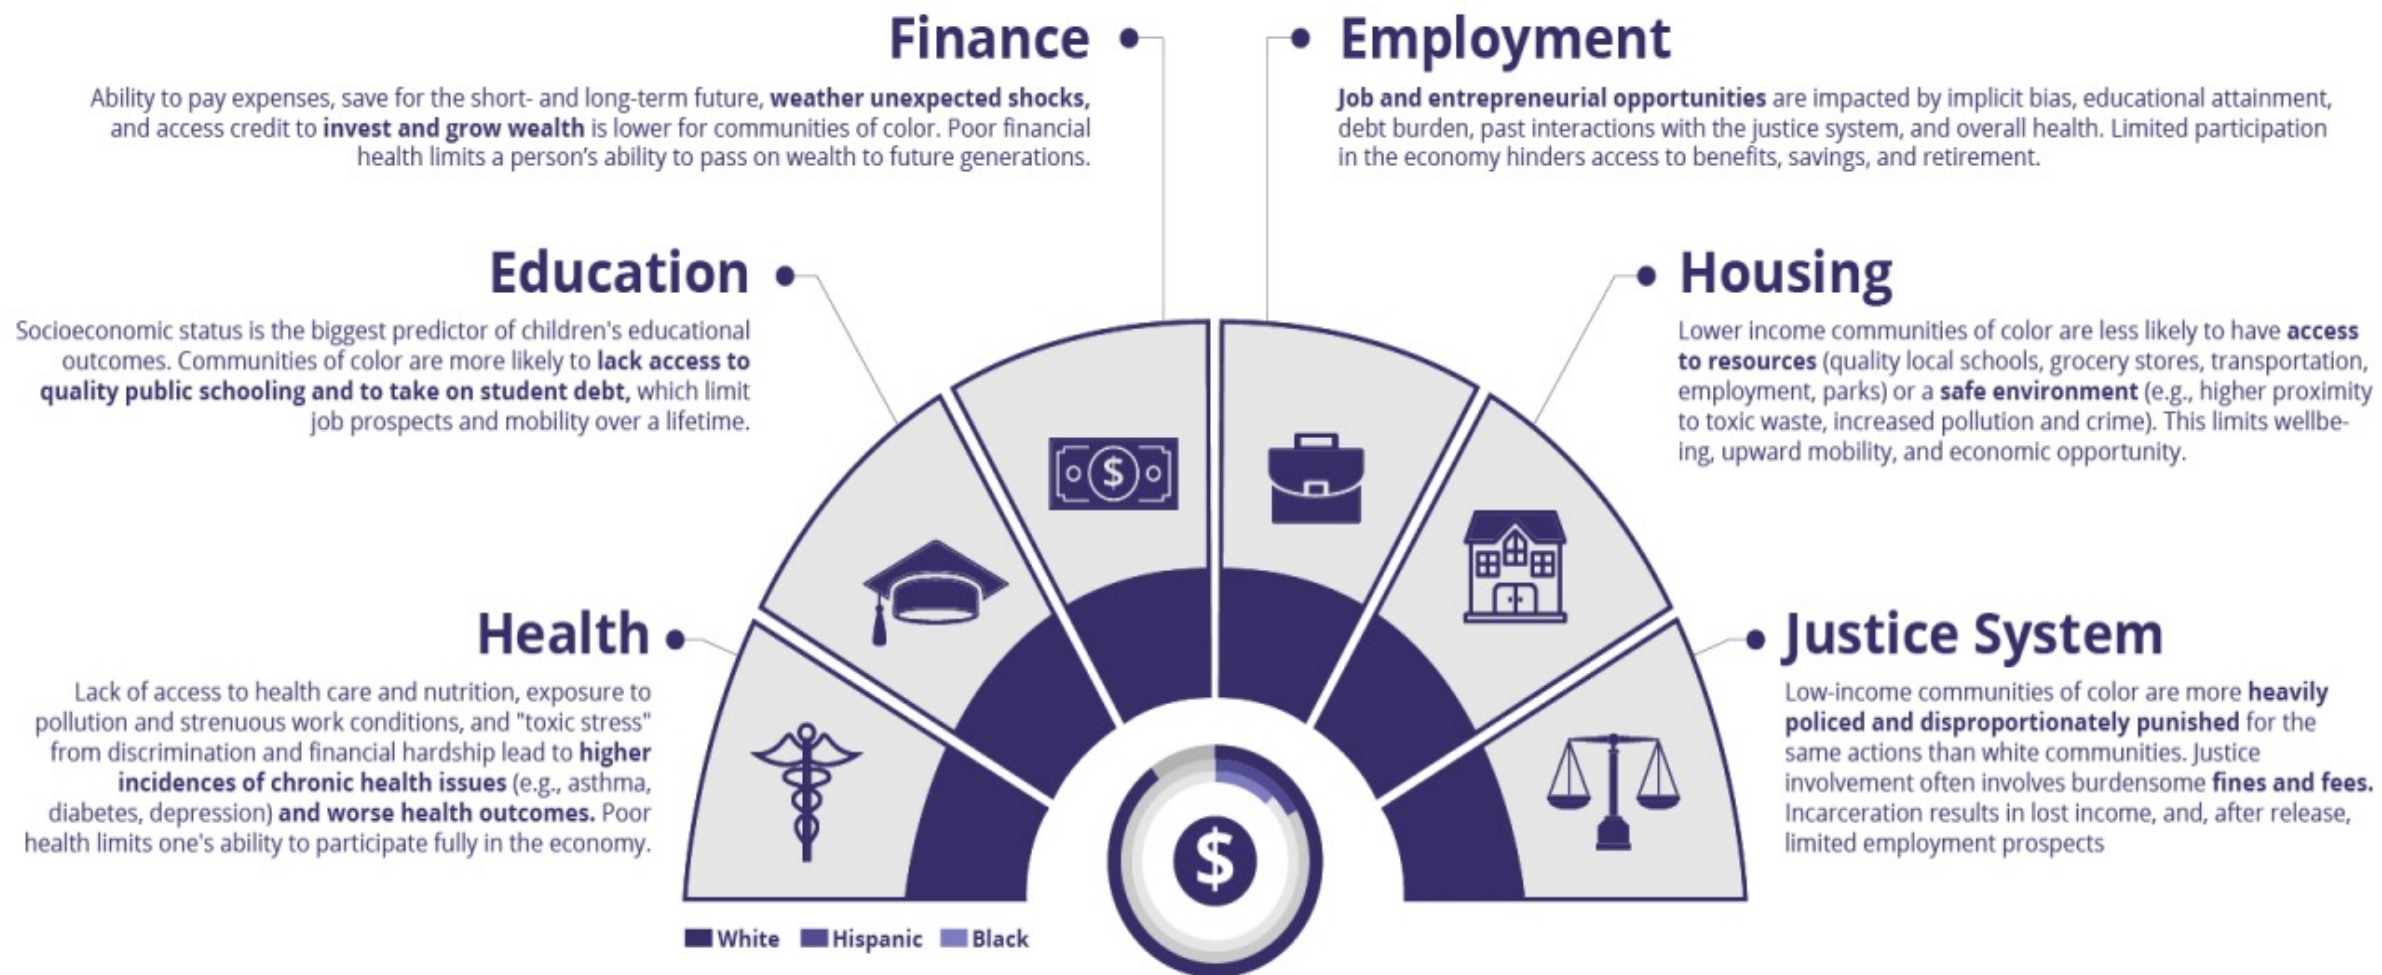 Finance
Ability to pay expenses, save for the short- and long-term future, weather unexpected shocks,
and access credit to invest and grow wealth is lower for communities of color. Poor financial
health limits a person's ability to pass on wealth to future generations.
Employment
Job and entrepreneurial opportunities are impacted by implicit bias, educational attainment,
debt burden, past interactions with the justice system, and overall health. Limited participation
in the economy hinders access to benefits, savings, and retirement.
Education
Socioeconomic status is the biggest predictor of children's educational
outcomes. Communities of color are more likely to lack access to
quality public schooling and to take on student debt, which limit
job prospects and mobility over a lifetime.
Housing
Lower income communities of color are less likely to have access
to resources (quality local schools, grocery stores, transportation,
employment, parks) or a safe environment (e.g., higher proximity
to toxic waste, increased pollution and crime). This limits wellbe-
ing, upward mobility, and economic opportunity.
Health
Lack of access to health care and nutrition, exposure to
pollution and strenuous work conditions, and "toxic stress"
from discrimination and financial hardship lead to higher
incidences of chronic health issues (e.g., asthma,
diabetes, depression) and worse health outcomes. Poor
health limits one's ability to participate fully in the economy.
Justice System
Low-income communities of color are more heavily
policed and disproportionately punished for the
same actions than white communities. Justice
involvement often involves burdensome fines and fees.
Incarceration results in lost income, and, after release,
limited employment prospects
$
$
White Hispanic Black